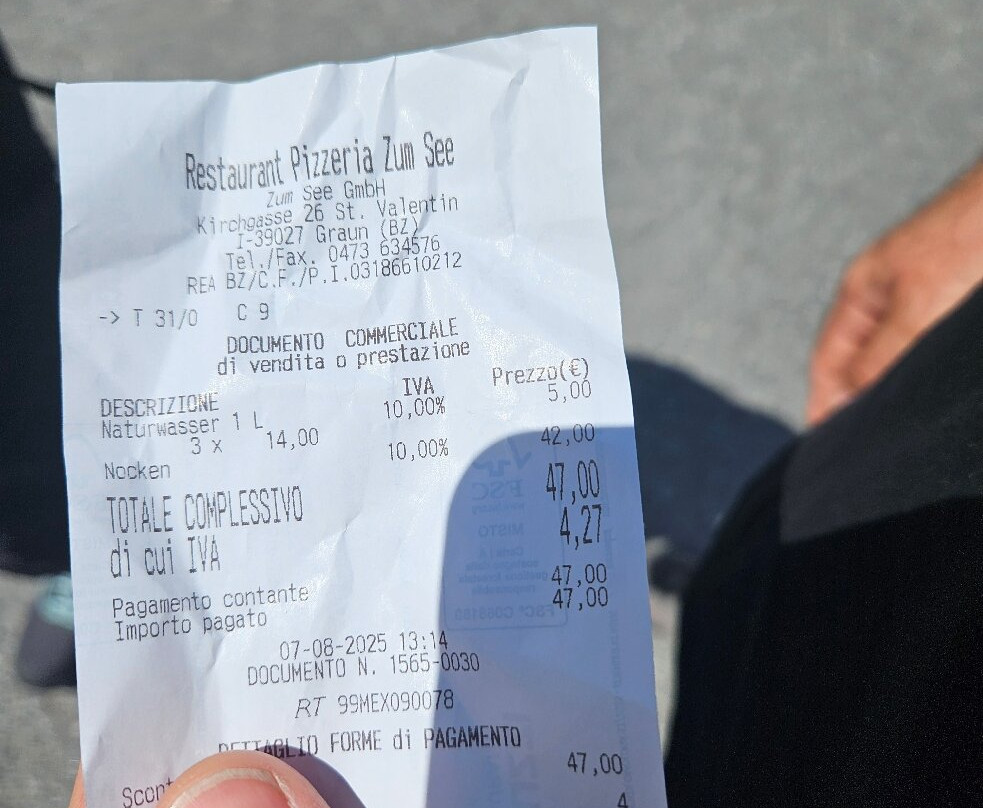 Restaurant Pizzeria Zum See
Zum See GmbH
Kirchgasse 26 St. Valentin
I-39027 Graun (BZ)
Tel./Fax. 0473 634576
REA BZ/C.F./P.I.03186610212
-> T 31/0 C 9
DOCUMENTO COMMERCIALE
di vendita o prestazione
DESCRIZIONE IVA Prezzo(€)
Naturwasser 1 L 10,00% 5,00
3 x 14,00
Nocken 10,00% 42,00
TOTALE COMPLESSIVO 47,00
di cui IVA 4,27
Pagamento contante 47,00
Importo pagato 47,00
07-08-2025 13:14
DOCUMENTO N. 1565-0030
RT 99MEX090078
DETTAGLIO FORME di PAGAMENTO
47,00
FSC
MISTO